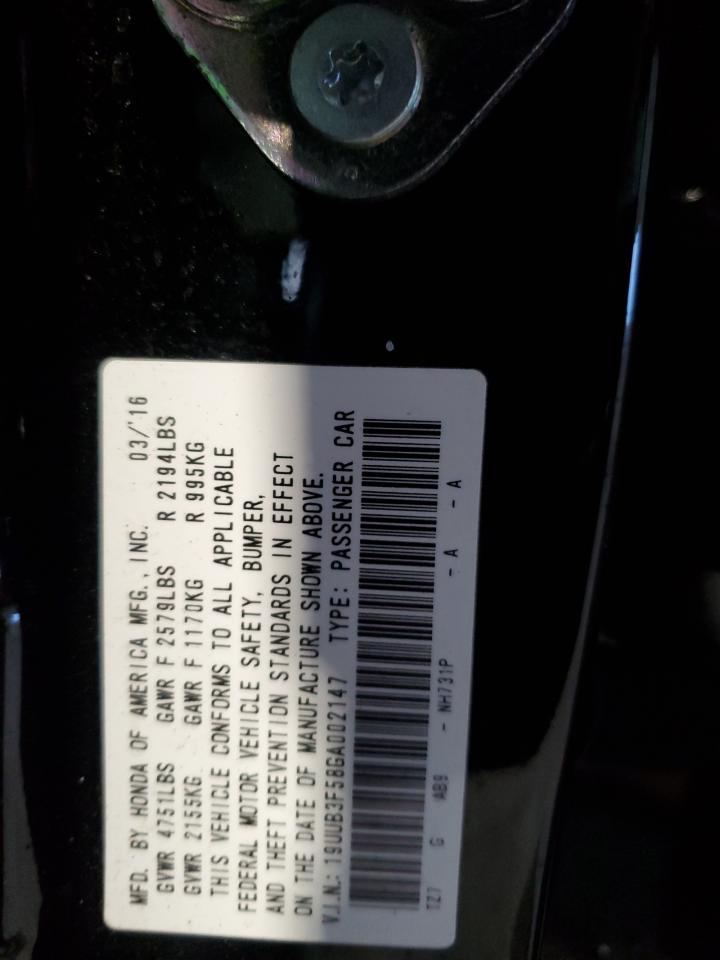 MFD. BY HONDA OF AMERICA MFG., INC. 03/'16
GVWR 4751LBS GAWR F 2579LBS R 2194LBS
GVWR 2155KG GAWR F 1170KG R 995KG
THIS VEHICLE CONFORMS TO ALL APPLICABLE
FEDERAL MOTOR VEHICLE SAFETY, BUMPER,
AND THEFT PREVENTION STANDARDS IN EFFECT
ON THE DATE OF MANUFACTURE SHOWN ABOVE.
V.I.N.: 19UUB3F58GA002147 TYPE: PASSENGER CAR
TZ7 G AB9 - NH731P - A - A